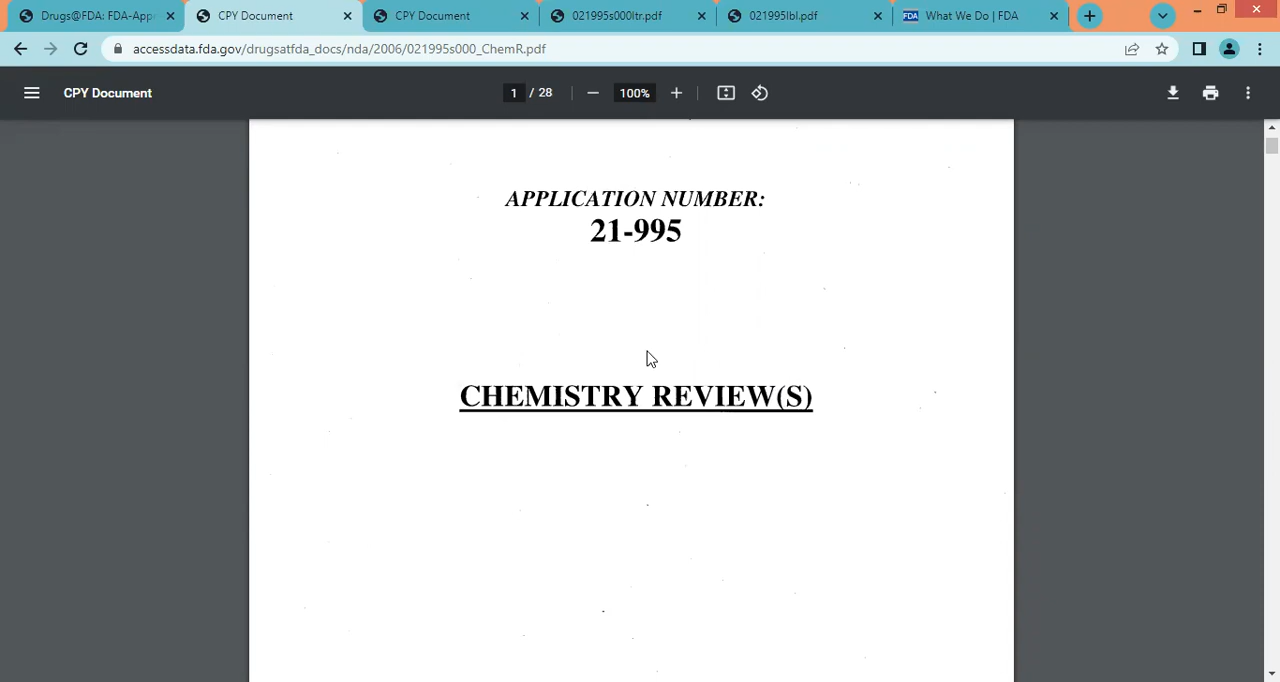 Drugs@FDA: FDA-App
CPY Document
CPY Document
021995s000ltr.pdf
021995lbl.pdf
FDA What We Do | FDA
accessdata.fda.gov/drugsatfda_docs/nda/2006/021995s000_ChemR.pdf
CPY Document
1 / 28
100%
APPLICATION NUMBER:
21-995
CHEMISTRY REVIEW(S)